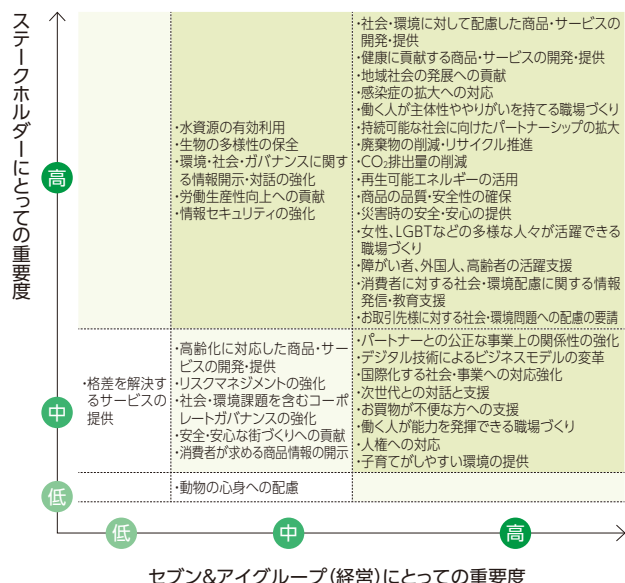 ステークホルダーにとっての重要度
高
・水資源の有効利用
・生物の多様性の保全
・環境・社会・ガバナンスに関す
る情報開示・対話の強化
・労働生産性向上への貢献
・情報セキュリティの強化
・社会・環境に対して配慮した商品・サービスの
開発・提供
・健康に貢献する商品・サービスの開発・提供
・地域社会の発展への貢献
・感染症の拡大への対応
・働く人が主体性ややりがいを持てる職場づくり
・持続可能な社会に向けたパートナーシップの拡大
・廃棄物の削減・リサイクル推進
・CO₂排出量の削減
・再生可能エネルギーの活用
・商品の品質・安全性の確保
・災害時の安全・安心の提供
・女性、LGBTなどの多様な人々が活躍できる
職場づくり
・障がい者、外国人、高齢者の活躍支援
・消費者に対する社会・環境配慮に関する情報
発信・教育支援
・お取引先様に対する社会・環境問題への配慮の要請
中
・格差を解決す
るサービスの
提供
・高齢化に対応した商品・サー
ビスの開発・提供
・リスクマネジメントの強化
・社会・環境課題を含むコーポ
レートガバナンスの強化
・安全・安心な街づくりへの貢献
・消費者が求める商品情報の開示
・パートナーとの公正な事業上の関係性の強化
・デジタル技術によるビジネスモデルの変革
・国際化する社会・事業への対応強化
・次世代との対話と支援
・お買物が不便な方への支援
・働く人が能力を発揮できる職場づくり
・人権への対応
・子育てがしやすい環境の提供
低
・動物の心身への配慮
低
中
高
セブン&アイグループ(経営)にとっての重要度